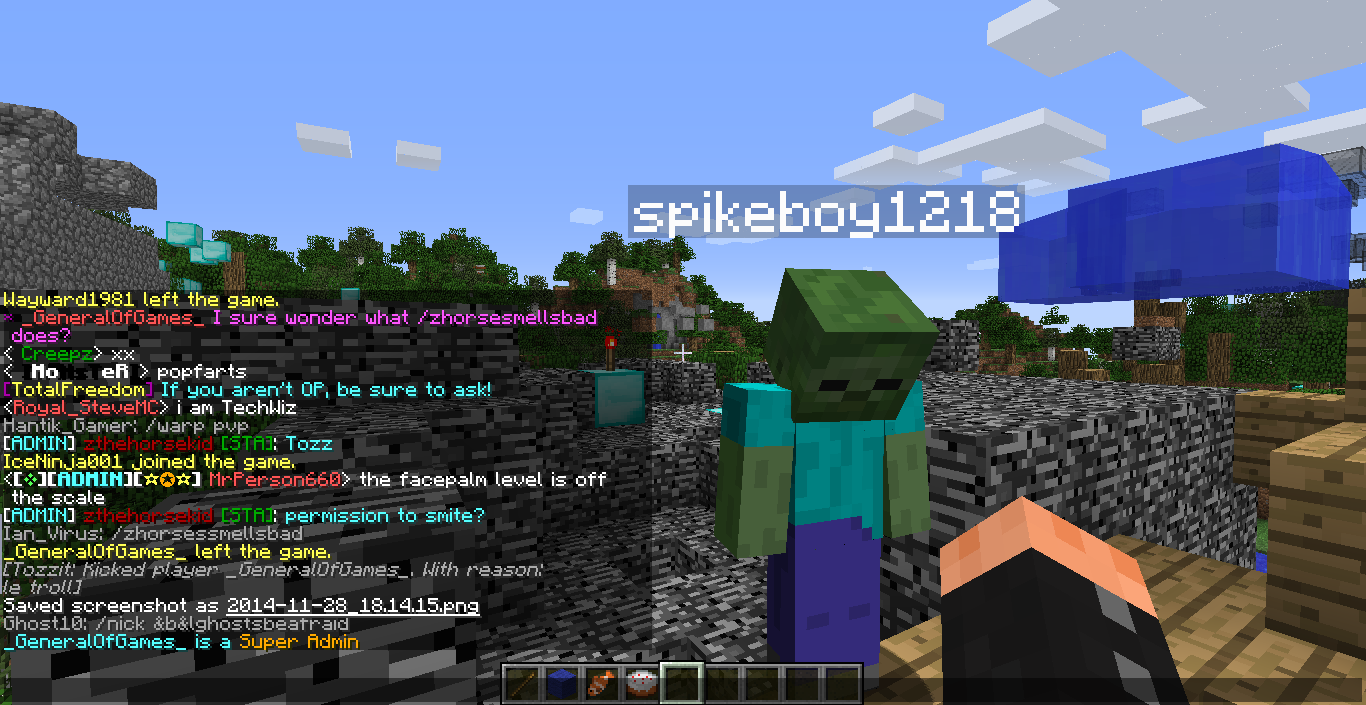 spikeboy1218
Wayward1981 left the game.
* _GeneralOfGames_ I sure wonder what /zhorsesmellsbad
does?
< Creepz> xx
< Mo eR > popfarts
[TotalFreedom] If you aren't OP, be sure to ask!
<Royal_SteveMC> i am TechWiz
Hantik_Gamer: /warp pvp
[ADMIN] zthehorsekid [STA]: Tozz
IceNinja001 joined the game.
<[❖][ADMIN][☆✪☆] MrPerson660> the facepalm level is off
the scale
[ADMIN] zthehorsekid [STA]: permission to smite?
Ian_Virus: /zhorsessmellsbad
_GeneralOfGames_ left the game.
[Tozzit: Kicked player _GeneralOfGames_. With reason:
le troll]
Saved screenshot as 2014-11-28_18.14.15.png
Ghost10: /nick &b&lghostsbeafraid
_GeneralOfGames_ is a Super Admin